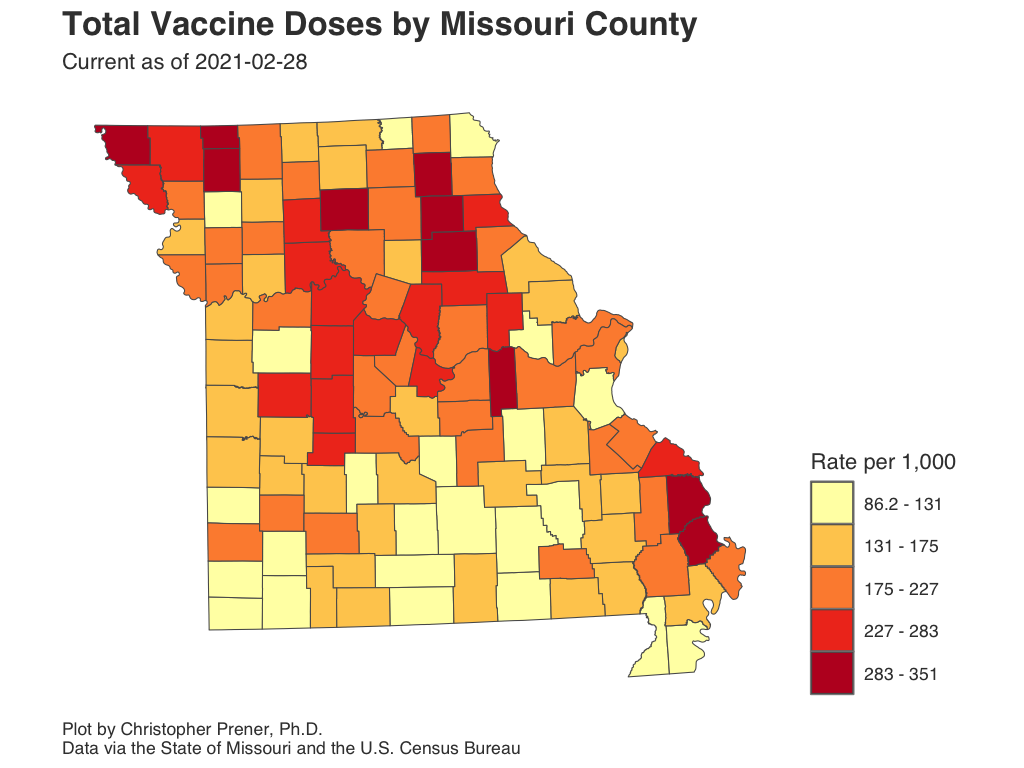 Total Vaccine Doses by Missouri County
Current as of 2021-02-28
Rate per 1,000
86.2 - 131
131 - 175
175 - 227
227 - 283
283 - 351
Plot by Christopher Prener, Ph.D.
Data via the State of Missouri and the U.S. Census Bureau